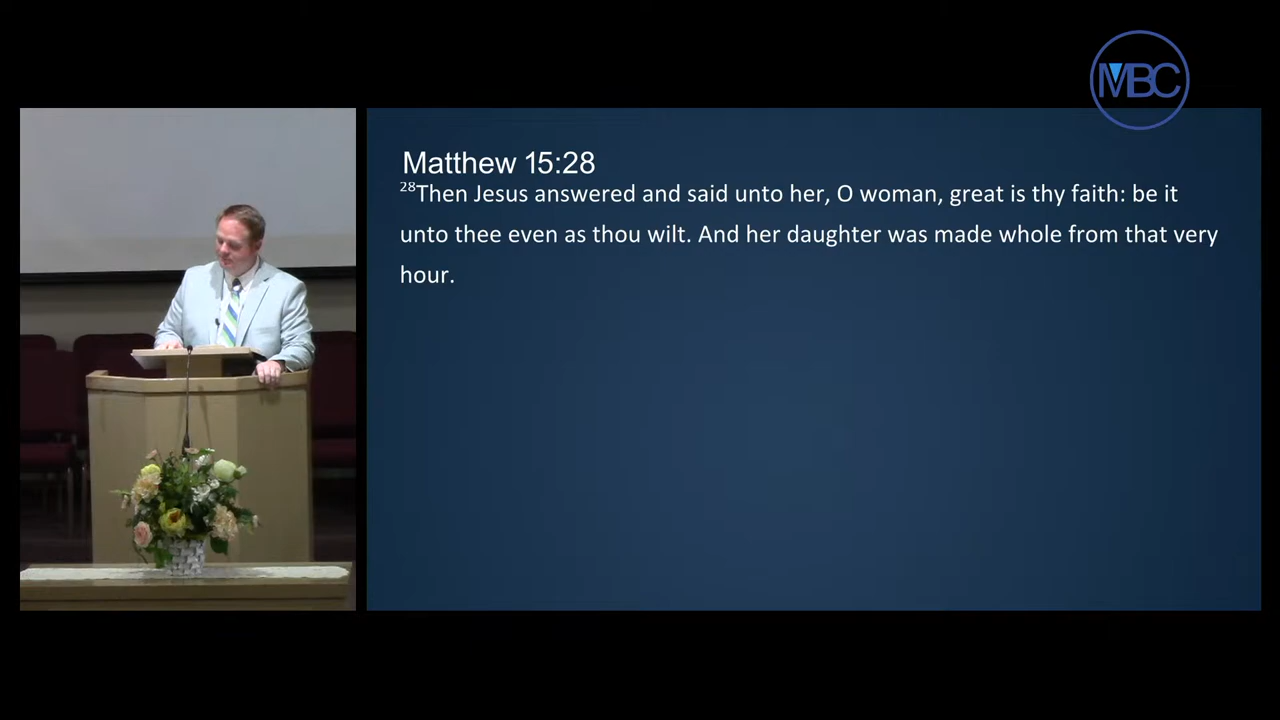 MBC
Matthew 15:28
28Then Jesus answered and said unto her, O woman, great is thy faith: be it
unto thee even as thou wilt. And her daughter was made whole from that very
hour.